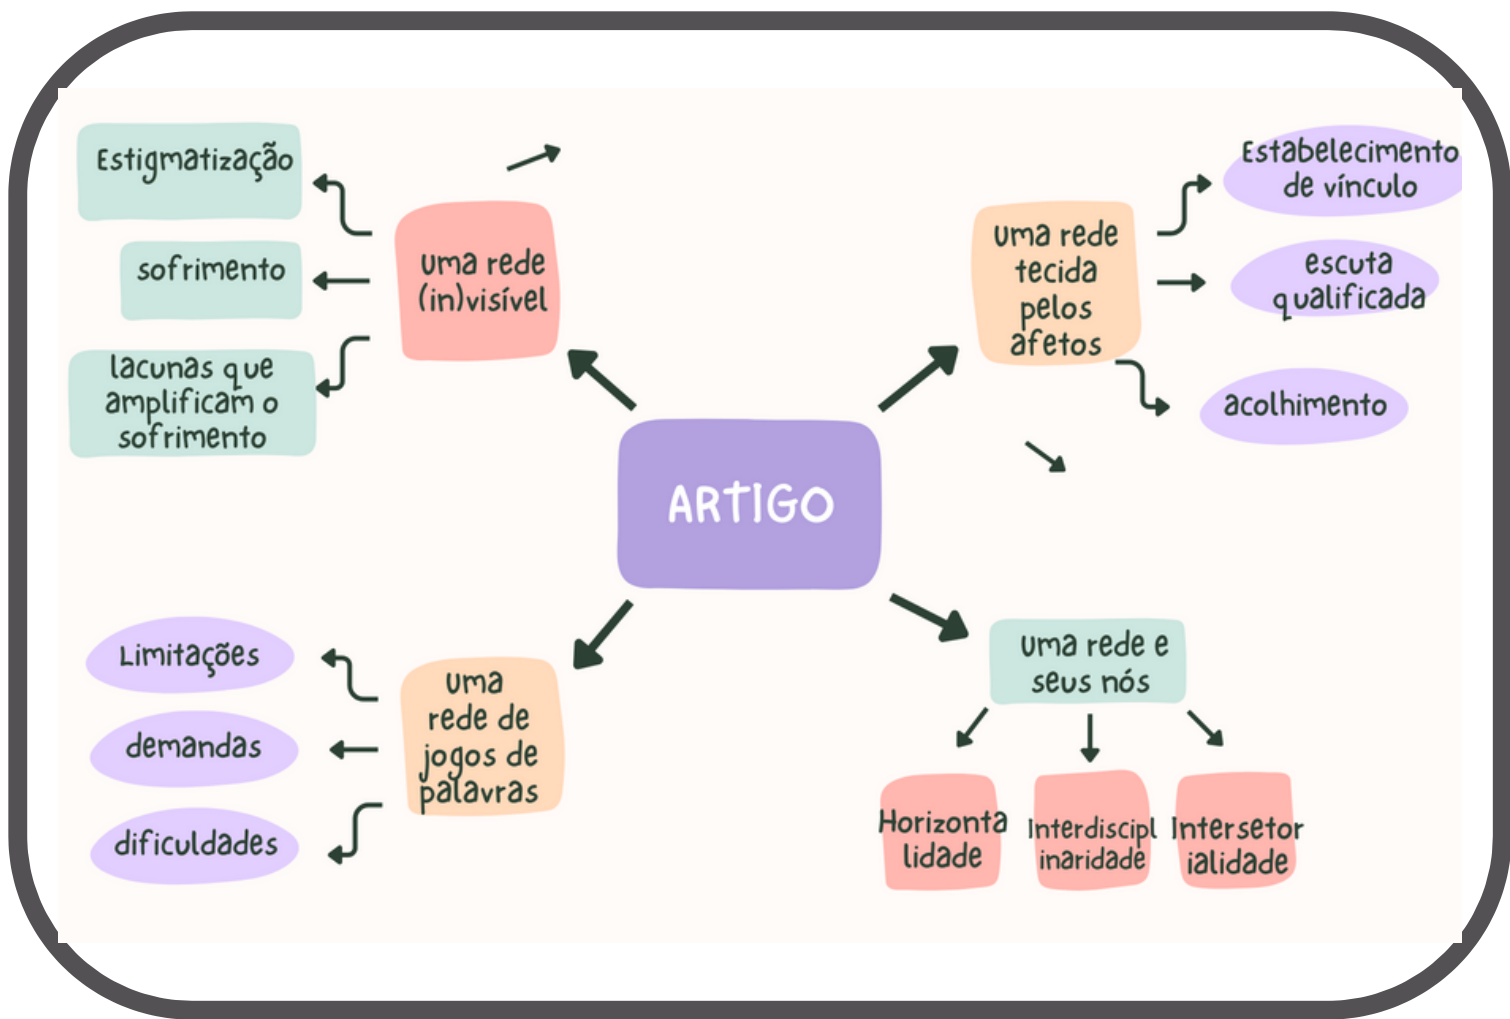 Estigmatização
sofrimento
lacunas que
amplificam o
sofrimento
uma rede
(in)visível
uma rede
tecida
pelos
afetos
Estabelecimento
de vínculo
escuta
qualificada
acolhimento
ARTIGO
Limitações
demandas
dificuldades
uma
rede de
jogos de
palavras
uma rede e
seus nós
Horizonta
lidade
Interdiscipl
inaridade
Intersetor
ialidade